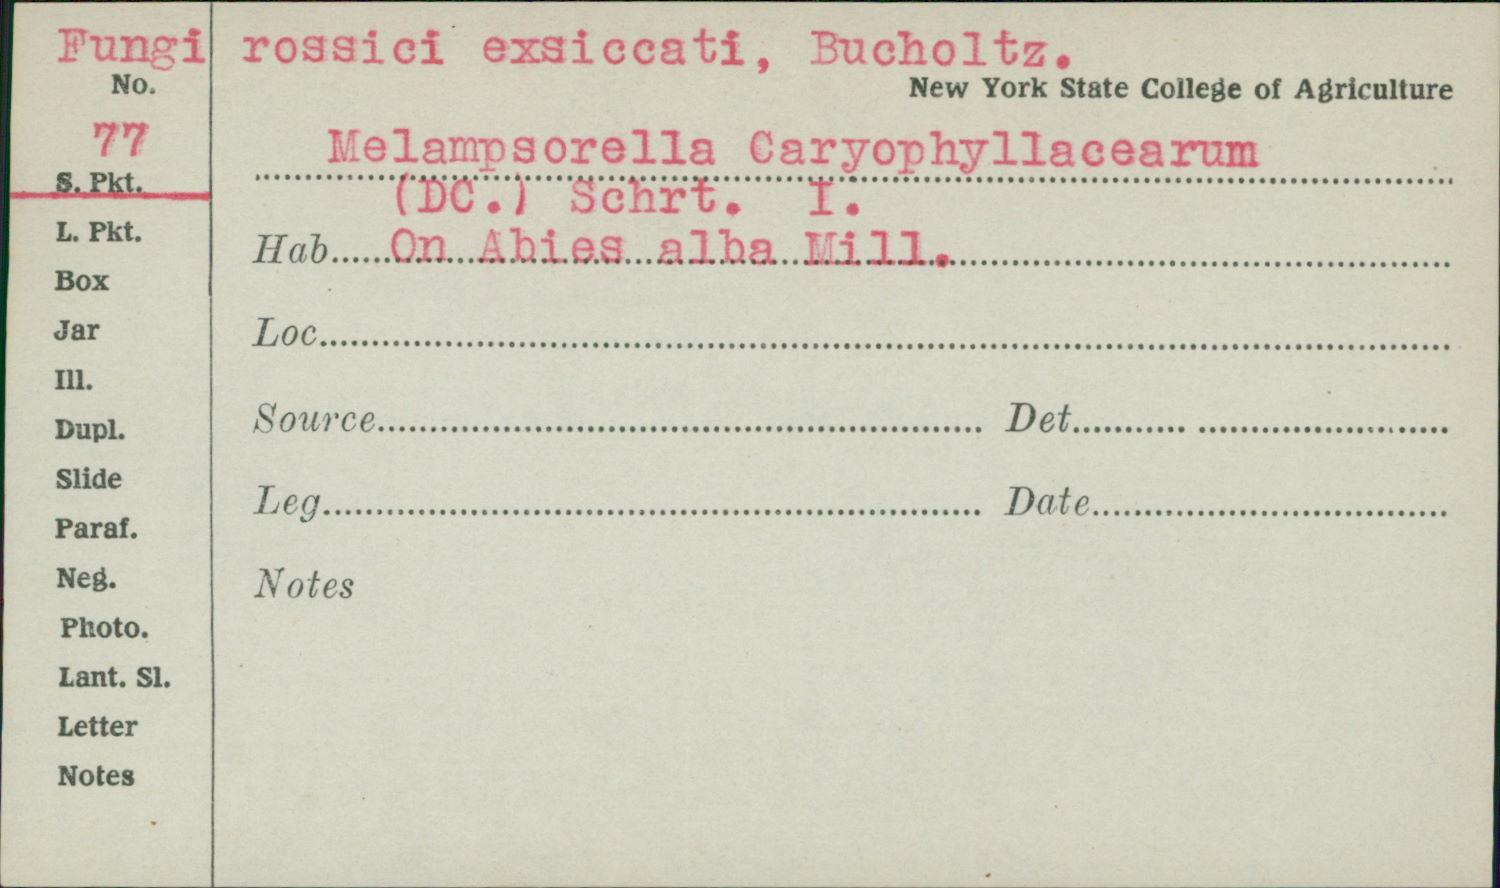 Fungi rossici exsiccati, Bucholtz.
No.
New York State College of Agriculture
77
Melampsorella Caryophyllacearum
S. Pkt.
(DC.) Schrt. I.
L. Pkt.
Hab. On Abies alba Mill.
Box
Jar
Loc.
Ill.
Dupl.
Source Det.
Slide
Leg. Date
Paraf.
Neg.
Notes
Photo.
Lant. Sl.
Letter
Notes